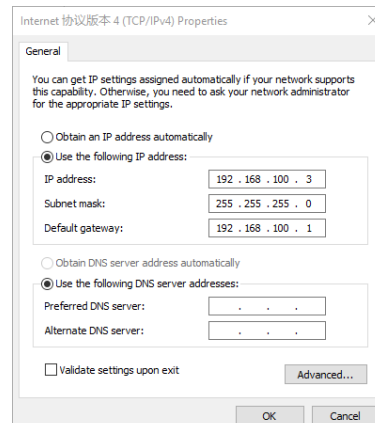 Internet 协议版本 4 (TCP/IPv4) Properties
General
You can get IP settings assigned automatically if your network supports
this capability. Otherwise, you need to ask your network administrator
for the appropriate IP settings.
Obtain an IP address automatically
Use the following IP address:
IP address: 192 . 168 . 100 . 3
Subnet mask: 255 . 255 . 255 . 0
Default gateway: 192 . 168 . 100 . 1
Obtain DNS server address automatically
Use the following DNS server addresses:
Preferred DNS server: . . .
Alternate DNS server: . . .
Validate settings upon exit
Advanced...
OK Cancel